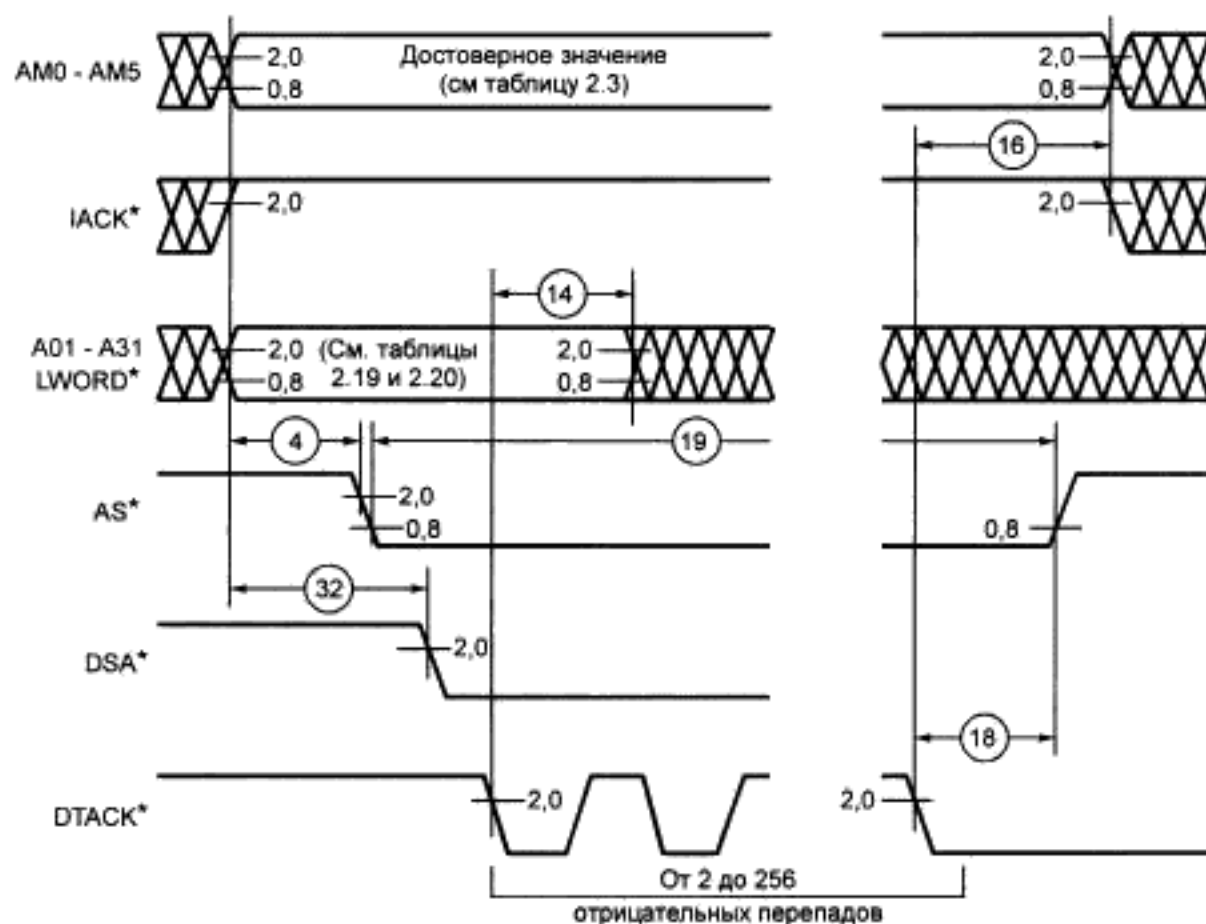 AM0 - AM5
2,0
0,8
Достоверное значение
(см таблицу 2.3)
2,0
0,8
16
IACK*
2,0
2,0
14
A01 - A31
LWORD*
2,0
0,8
(См. таблицы
2.19 и 2.20)
2,0
0,8
4
19
AS*
2,0
0,8
0,8
32
DSA*
2,0
18
DTACK*
2,0
2,0
От 2 до 256
отрицательных перепадов